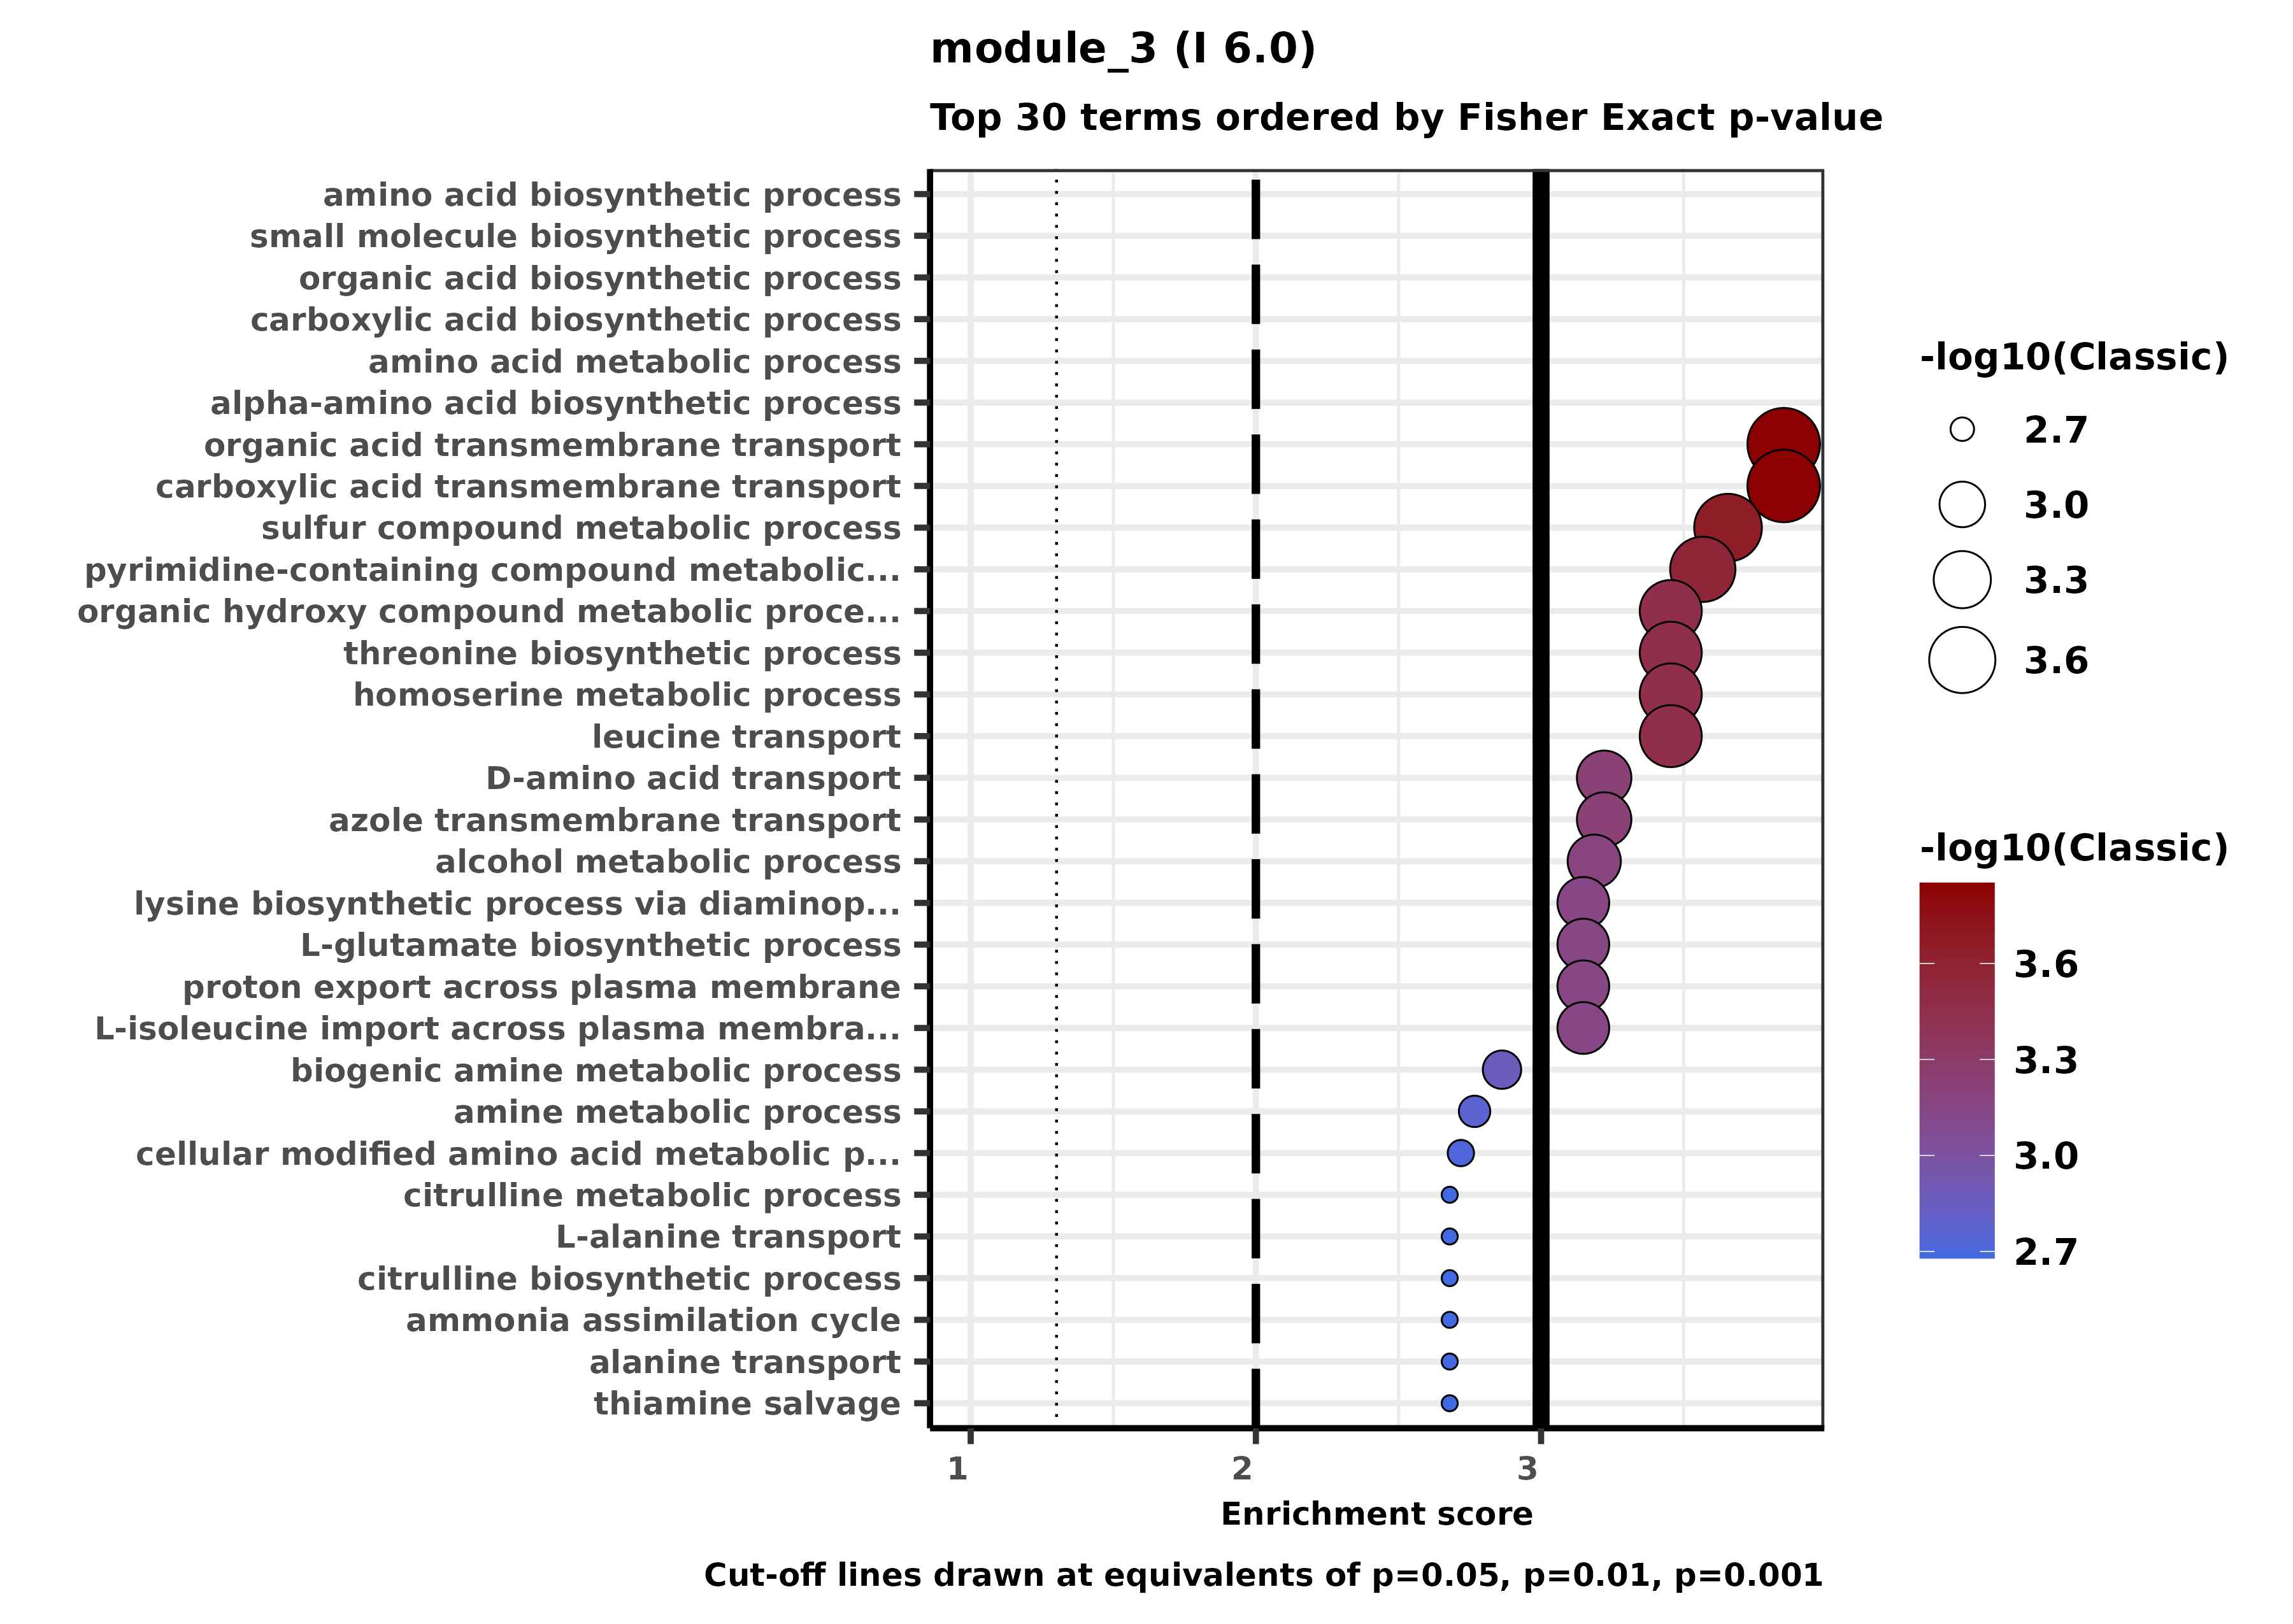 module_3 (I 6.0)
Top 30 terms ordered by Fisher Exact p-value
amino acid biosynthetic process
small molecule biosynthetic process
organic acid biosynthetic process
carboxylic acid biosynthetic process
amino acid metabolic process
alpha-amino acid biosynthetic process
organic acid transmembrane transport
carboxylic acid transmembrane transport
sulfur compound metabolic process
pyrimidine-containing compound metabolic...
organic hydroxy compound metabolic proce...
threonine biosynthetic process
homoserine metabolic process
leucine transport
D-amino acid transport
azole transmembrane transport
alcohol metabolic process
lysine biosynthetic process via diaminop...
L-glutamate biosynthetic process
proton export across plasma membrane
L-isoleucine import across plasma membra...
biogenic amine metabolic process
amine metabolic process
cellular modified amino acid metabolic p...
citrulline metabolic process
L-alanine transport
citrulline biosynthetic process
ammonia assimilation cycle
alanine transport
thiamine salvage
1 2 3
Enrichment score
Cut-off lines drawn at equivalents of p=0.05, p=0.01, p=0.001
-log10(Classic)
2.7
3.0
3.3
3.6
-log10(Classic)
3.6
3.3
3.0
2.7